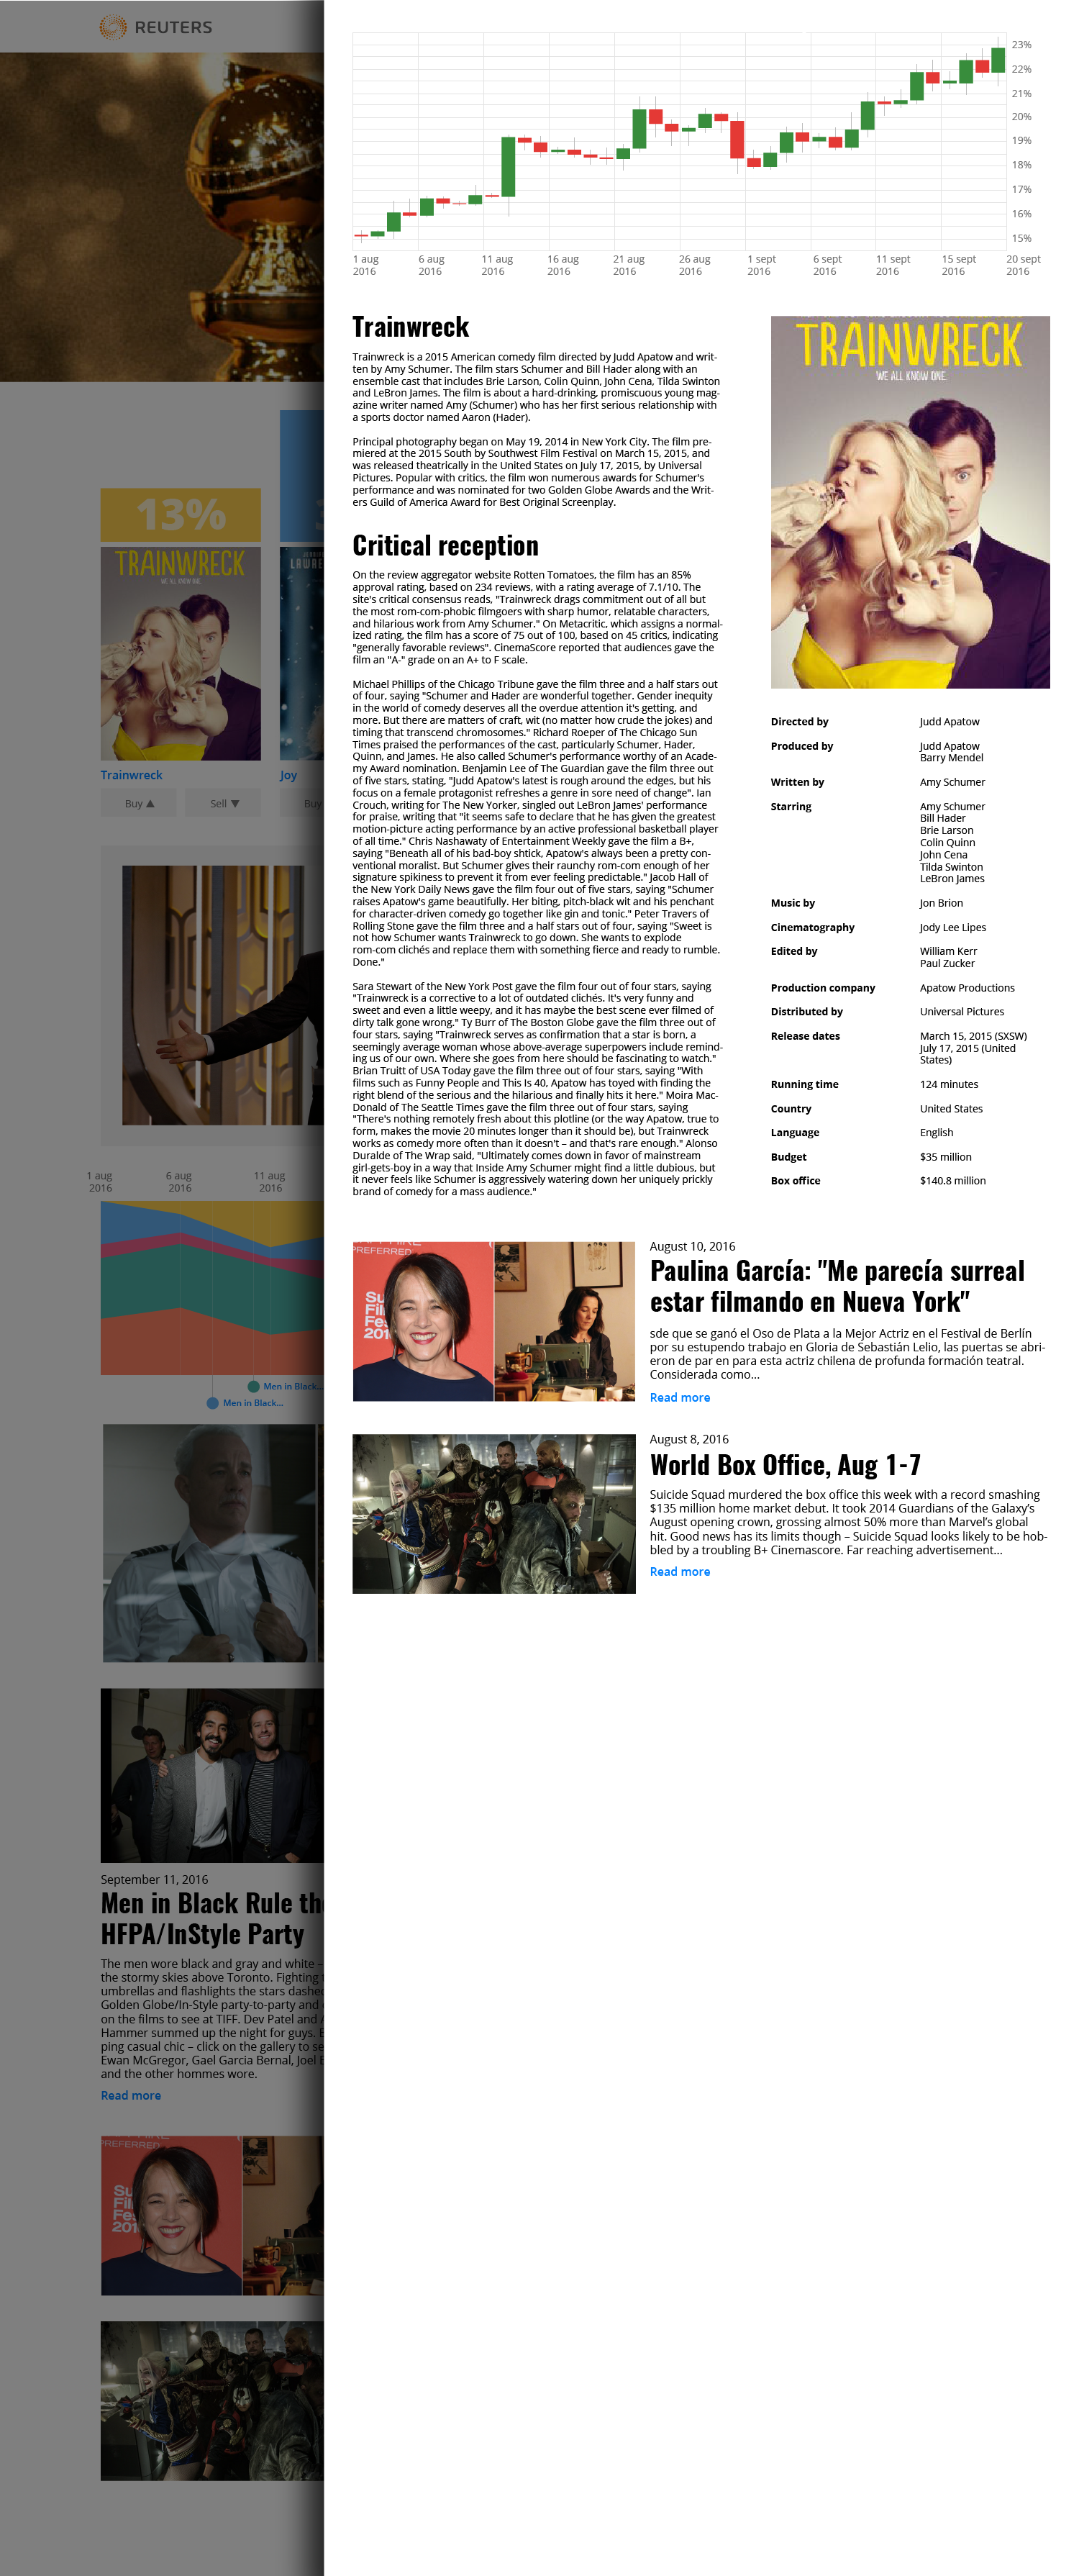 REUTERS
13%
TRAINWRECK
WE ALL KNOW ONE.
Trainwreck
Buy ▲
Sell ▼
LAWRE
Joy
Buy
1 aug
2016
6 aug
2016
11 aug
2016
Men in Black...
Men in Black...
September 11, 2016
Men in Black Rule the
HFPA/InStyle Party
The men wore black and gray and white –
the stormy skies above Toronto. Fighting
umbrellas and flashlights the stars dashed
Golden Globe/In-Style party-to-party and
on the films to see at TIFF. Dev Patel and
Hammer summed up the night for guys.
ping casual chic – click on the gallery to se
Ewan McGregor, Gael Garcia Bernal, Joel E
and the other hommes wore.
Read more
PREFERRED
Su
Fil
Fes
201
23%
22%
21%
20%
19%
18%
17%
16%
15%
1 aug
2016
6 aug
2016
11 aug
2016
16 aug
2016
21 aug
2016
26 aug
2016
1 sept
2016
6 sept
2016
11 sept
2016
15 sept
2016
20 sept
2016
Trainwreck
Trainwreck is a 2015 American comedy film directed by Judd Apatow and writ-
ten by Amy Schumer. The film stars Schumer and Bill Hader along with an
ensemble cast that includes Brie Larson, Colin Quinn, John Cena, Tilda Swinton
and LeBron James. The film is about a hard-drinking, promiscuous young mag-
azine writer named Amy (Schumer) who has her first serious relationship with
a sports doctor named Aaron (Hader).
Principal photography began on May 19, 2014 in New York City. The film pre-
miered at the 2015 South by Southwest Film Festival on March 15, 2015, and
was released theatrically in the United States on July 17, 2015, by Universal
Pictures. Popular with critics, the film won numerous awards for Schumer's
performance and was nominated for two Golden Globe Awards and the Writ-
ers Guild of America Award for Best Original Screenplay.
Critical reception
On the review aggregator website Rotten Tomatoes, the film has an 85%
approval rating, based on 234 reviews, with a rating average of 7.1/10. The
site's critical consensus reads, "Trainwreck drags commitment out of all but
the most rom-com-phobic filmgoers with sharp humor, relatable characters,
and hilarious work from Amy Schumer." On Metacritic, which assigns a normal-
ized rating, the film has a score of 75 out of 100, based on 45 critics, indicating
"generally favorable reviews". CinemaScore reported that audiences gave the
film an "A-" grade on an A+ to F scale.
Michael Phillips of the Chicago Tribune gave the film three and a half stars out
of four, saying "Schumer and Hader are wonderful together. Gender inequity
in the world of comedy deserves all the overdue attention it's getting, and
more. But there are matters of craft, wit (no matter how crude the jokes) and
timing that transcend chromosomes." Richard Roeper of The Chicago Sun
Times praised the performances of the cast, particularly Schumer, Hader,
Quinn, and James. He also called Schumer's performance worthy of an Acade-
my Award nomination. Benjamin Lee of The Guardian gave the film three out
of five stars, stating, "Judd Apatow's latest is rough around the edges, but his
focus on a female protagonist refreshes a genre in sore need of change". Ian
Crouch, writing for The New Yorker, singled out LeBron James' performance
for praise, writing that "it seems safe to declare that he has given the greatest
motion-picture acting performance by an active professional basketball player
of all time." Chris Nashawaty of Entertainment Weekly gave the film a B+,
saying "Beneath all of his bad-boy shtick, Apatow's always been a pretty con-
ventional moralist. But Schumer gives their raunchy rom-com enough of her
signature spikiness to prevent it from ever feeling predictable." Jacob Hall of
the New York Daily News gave the film four out of five stars, saying "Schumer
raises Apatow's game beautifully. Her biting, pitch-black wit and his penchant
for character-driven comedy go together like gin and tonic." Peter Travers of
Rolling Stone gave the film three and a half stars out of four, saying "Sweet is
not how Schumer wants Trainwreck to go down. She wants to explode
rom-com clichés and replace them with something fierce and ready to rumble.
Done."
Sara Stewart of the New York Post gave the film four out of four stars, saying
"Trainwreck is a corrective to a lot of outdated clichés. It's very funny and
sweet and even a little weepy, and it has maybe the best scene ever filmed of
dirty talk gone wrong." Ty Burr of The Boston Globe gave the film three out of
four stars, saying "Trainwreck serves as confirmation that a star is born, a
seemingly average woman whose above-average superpowers include remind-
ing us of our own. Where she goes from here should be fascinating to watch."
Brian Truitt of USA Today gave the film three out of four stars, saying "With
films such as Funny People and This Is 40, Apatow has toyed with finding the
right blend of the serious and the hilarious and finally hits it here." Moira Mac-
Donald of The Seattle Times gave the film three out of four stars, saying
"There's nothing remotely fresh about this plotline (or the way Apatow, true to
form, makes the movie 20 minutes longer than it should be), but Trainwreck
works as comedy more often than it doesn't – and that's rare enough." Alonso
Duralde of The Wrap said, "Ultimately comes down in favor of mainstream
girl-gets-boy in a way that Inside Amy Schumer might find a little dubious, but
it never feels like Schumer is aggressively watering down her uniquely prickly
brand of comedy for a mass audience."
TRAINWRECK
WE ALL KNOW ONE.
Directed by Judd Apatow
Produced by Judd Apatow
Barry Mendel
Written by Amy Schumer
Starring Amy Schumer
Bill Hader
Brie Larson
Colin Quinn
John Cena
Tilda Swinton
LeBron James
Music by Jon Brion
Cinematography Jody Lee Lipes
Edited by William Kerr
Paul Zucker
Production company Apatow Productions
Distributed by Universal Pictures
Release dates March 15, 2015 (SXSW)
July 17, 2015 (United
States)
Running time 124 minutes
Country United States
Language English
Budget $35 million
Box office $140.8 million
PREFERRED
Su
Film
Fes
201
August 10, 2016
Paulina García: "Me parecía surreal
estar filmando en Nueva York"
sde que se ganó el Oso de Plata a la Mejor Actriz en el Festival de Berlín
por su estupendo trabajo en Gloria de Sebastián Lelio, las puertas se abri-
eron de par en para esta actriz chilena de profunda formación teatral.
Considerada como...
Read more
August 8, 2016
World Box Office, Aug 1-7
Suicide Squad murdered the box office this week with a record smashing
$135 million home market debut. It took 2014 Guardians of the Galaxy's
August opening crown, grossing almost 50% more than Marvel's global
hit. Good news has its limits though – Suicide Squad looks likely to be hob-
bled by a troubling B+ Cinemascore. Far reaching advertisement...
Read more